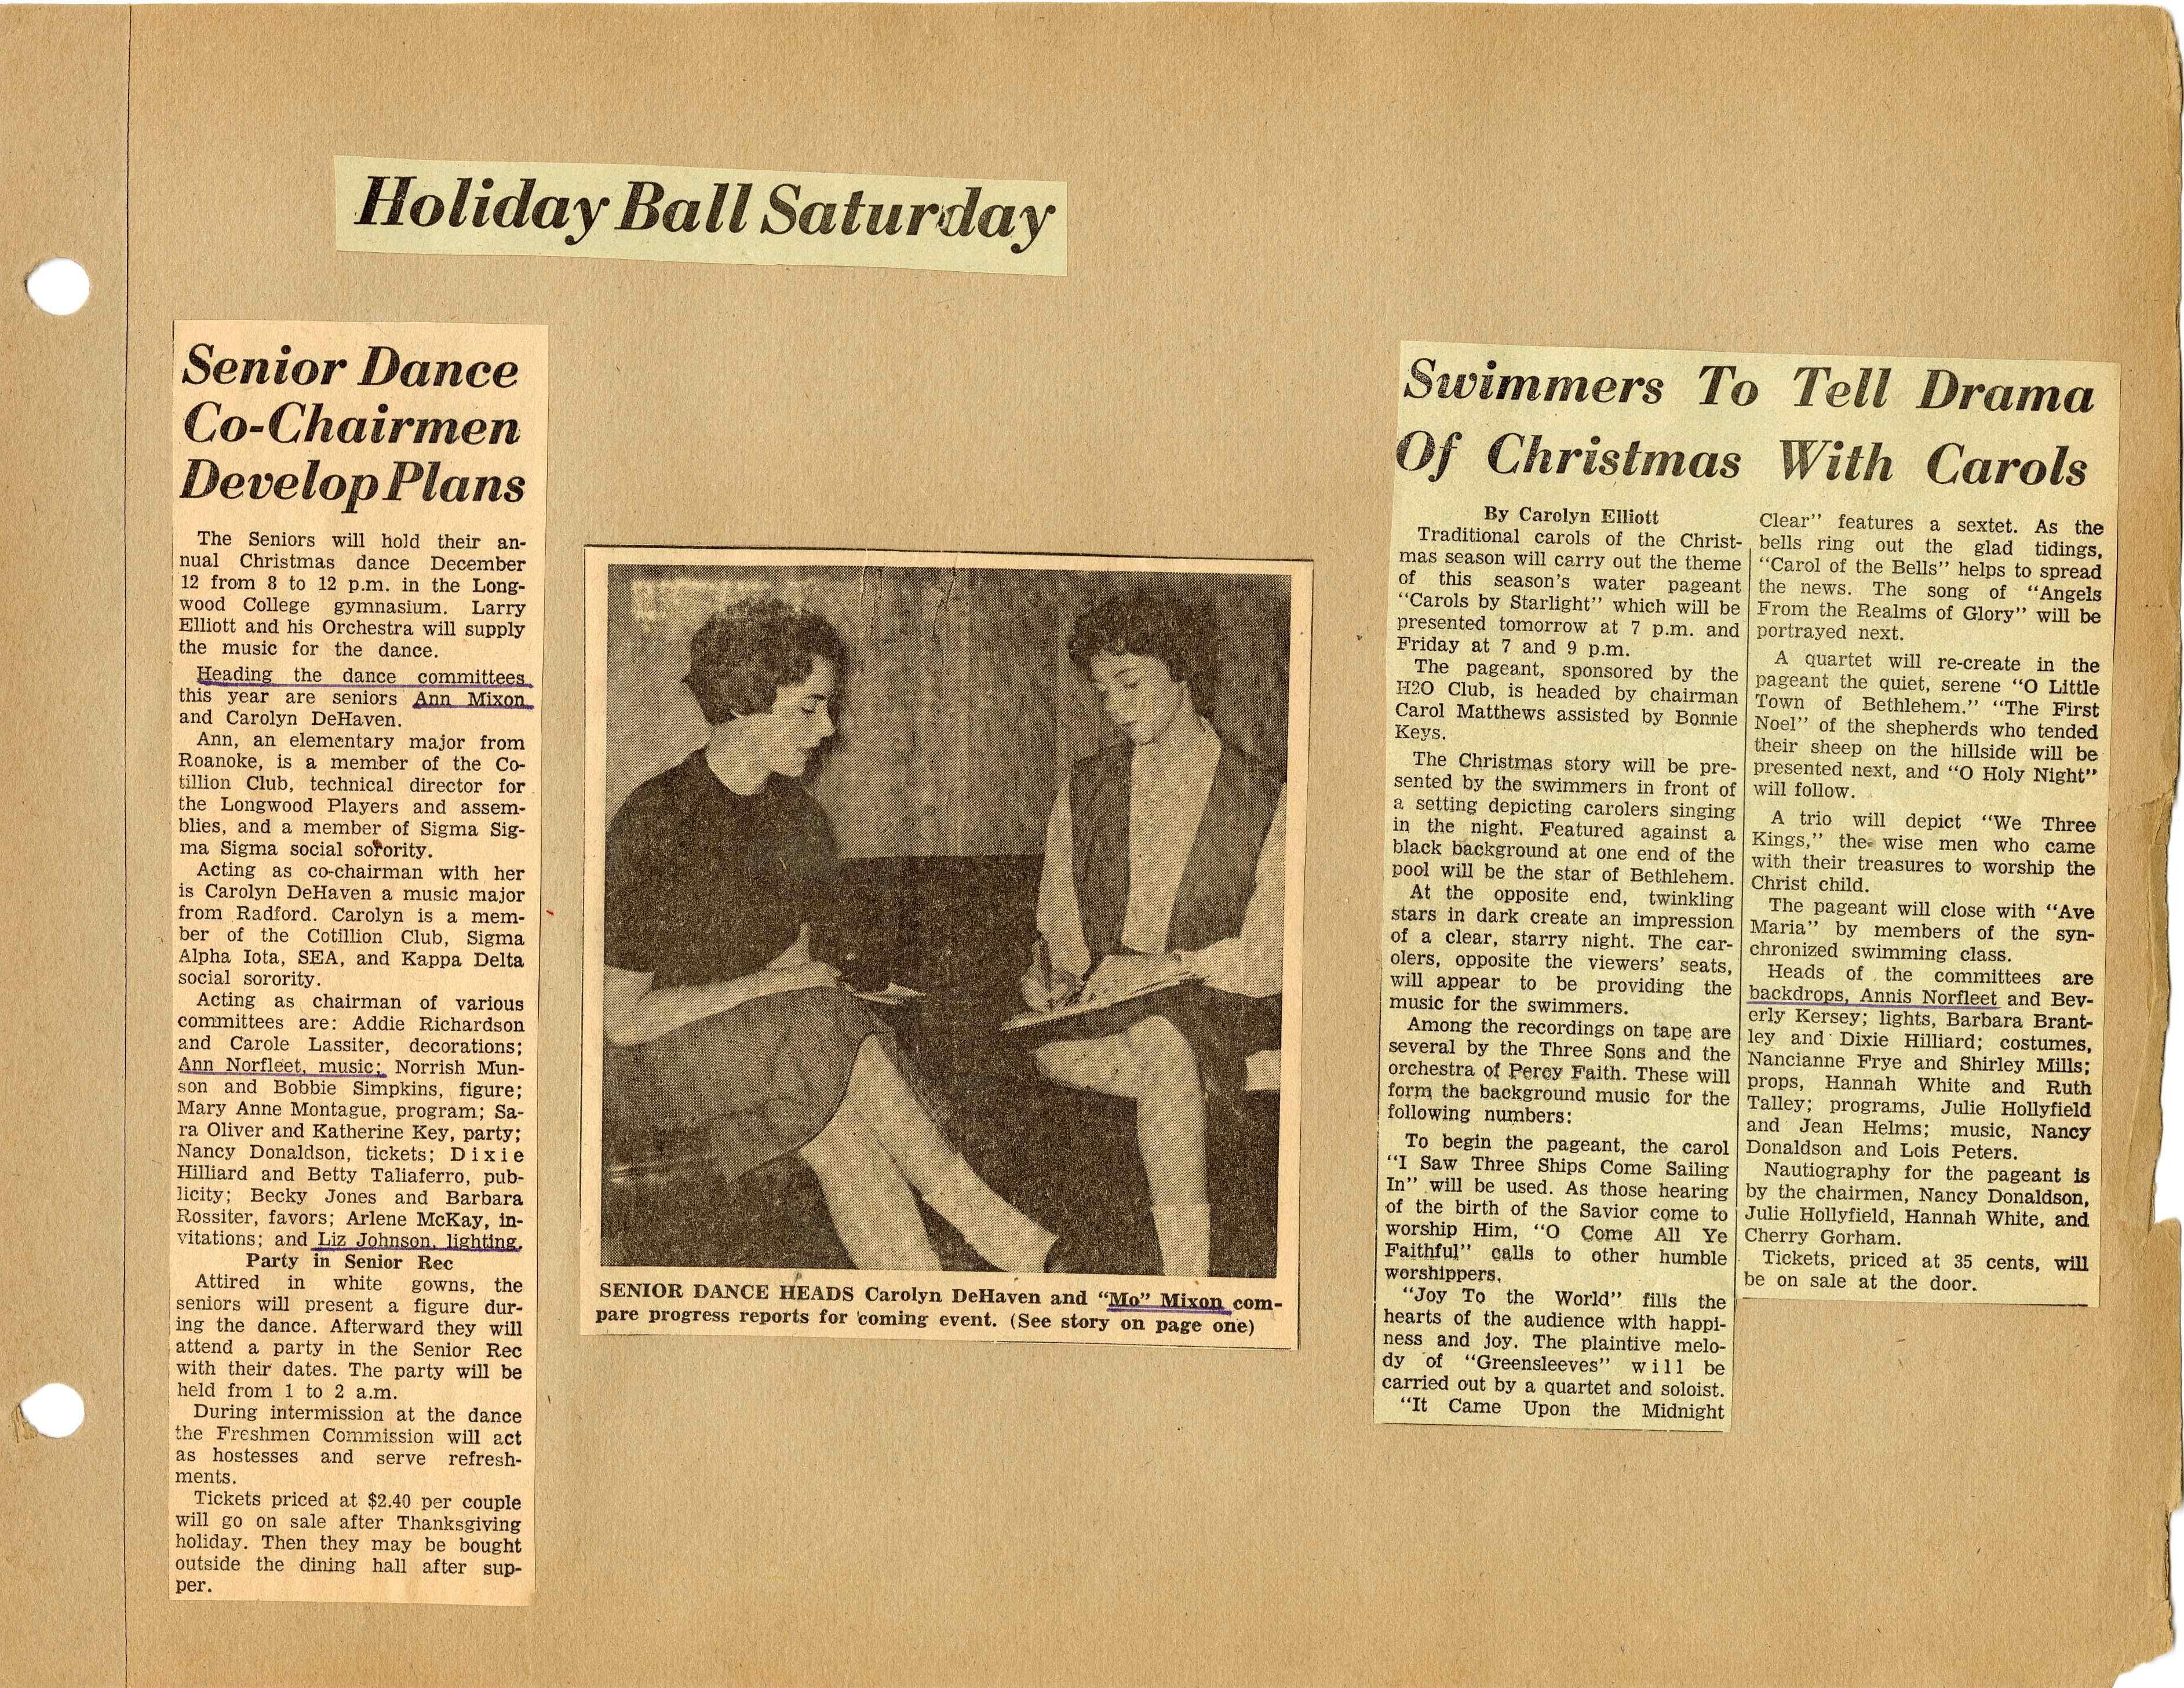 Holiday Ball Saturday
Senior Dance
Co-Chairmen
Develop Plans
The Seniors will hold their an-
nual Christmas dance December
12 from 8 to 12 p.m. in the Long-
wood College gymnasium. Larry
Elliott and his Orchestra will supply
the music for the dance.
Heading the dance committees
this year are seniors Ann Mixon
and Carolyn DeHaven.
Ann, an elementary major from
Roanoke, is a member of the Co-
tillion Club, technical director for
the Longwood Players and assem-
blies, and a member of Sigma Sig-
ma Sigma social sorority.
Acting as co-chairman with her
is Carolyn DeHaven a music major
from Radford. Carolyn is a mem-
ber of the Cotillion Club, Sigma
Alpha Iota, SEA, and Kappa Delta
social sorority.
Acting as chairman of various
committees are: Addie Richardson
and Carole Lassiter, decorations;
Ann Norfleet, music; Norrish Mun-
son and Bobbie Simpkins, figure;
Mary Anne Montague, program; Sa-
ra Oliver and Katherine Key, party;
Nancy Donaldson, tickets; Dixie
Hilliard and Betty Taliaferro, pub-
licity; Becky Jones and Barbara
Rossiter, favors; Arlene McKay, in-
vitations; and Liz Johnson, lighting.
Party in Senior Rec
Attired in white gowns, the
seniors will present a figure dur-
ing the dance. Afterward they will
attend a party in the Senior Rec
with their dates. The party will be
held from 1 to 2 a.m.
During intermission at the dance
the Freshmen Commission will act
as hostesses and serve refresh-
ments.
Tickets priced at $2.40 per couple
will go on sale after Thanksgiving
holiday. Then they may be bought
outside the dining hall after sup-
per.
SENIOR DANCE HEADS Carolyn DeHaven and "Mo" Mixon com-
pare progress reports for coming event. (See story on page one)
Swimmers To Tell Drama
Of Christmas With Carols
By Carolyn Elliott
Traditional carols of the Christ-
mas season will carry out the theme
of this season's water pageant
"Carols by Starlight" which will be
presented tomorrow at 7 p.m. and
Friday at 7 and 9 p.m.
The pageant, sponsored by the
H2O Club, is headed by chairman
Carol Matthews assisted by Bonnie
Keys.
The Christmas story will be pre-
sented by the swimmers in front of
a setting depicting carolers singing
in the night. Featured against a
black background at one end of the
pool will be the star of Bethlehem.
At the opposite end, twinkling
stars in dark create an impression
of a clear, starry night. The car-
olers, opposite the viewers' seats,
will appear to be providing the
music for the swimmers.
Among the recordings on tape are
several by the Three Sons and the
orchestra of Percy Faith. These will
form the background music for the
following numbers:
To begin the pageant, the carol
"I Saw Three Ships Come Sailing
In" will be used. As those hearing
of the birth of the Savior come to
worship Him, "O Come All Ye
Faithful" calls to other humble
worshippers.
"Joy To the World" fills the
hearts of the audience with happi-
ness and joy. The plaintive melo-
dy of "Greensleeves" will be
carried out by a quartet and soloist.
"It Came Upon the Midnight
Clear" features a sextet. As the
bells ring out the glad tidings,
"Carol of the Bells" helps to spread
the news. The song of "Angels
From the Realms of Glory" will be
portrayed next.
A quartet will re-create in the
pageant the quiet, serene "O Little
Town of Bethlehem." "The First
Noel" of the shepherds who tended
their sheep on the hillside will be
presented next, and "O Holy Night"
will follow.
A trio will depict "We Three
Kings," the wise men who came
with their treasures to worship the
Christ child.
The pageant will close with "Ave
Maria" by members of the syn-
chronized swimming class.
Heads of the committees are
backdrops, Annis Norfleet and Bev-
erly Kersey; lights, Barbara Brant-
ley and Dixie Hilliard; costumes,
Nancianne Frye and Shirley Mills;
props, Hannah White and Ruth
Talley; programs, Julie Hollyfield
and Jean Helms; music, Nancy
Donaldson and Lois Peters.
Nautiography for the pageant is
by the chairmen, Nancy Donaldson,
Julie Hollyfield, Hannah White, and
Cherry Gorham.
Tickets, priced at 35 cents, will
be on sale at the door.